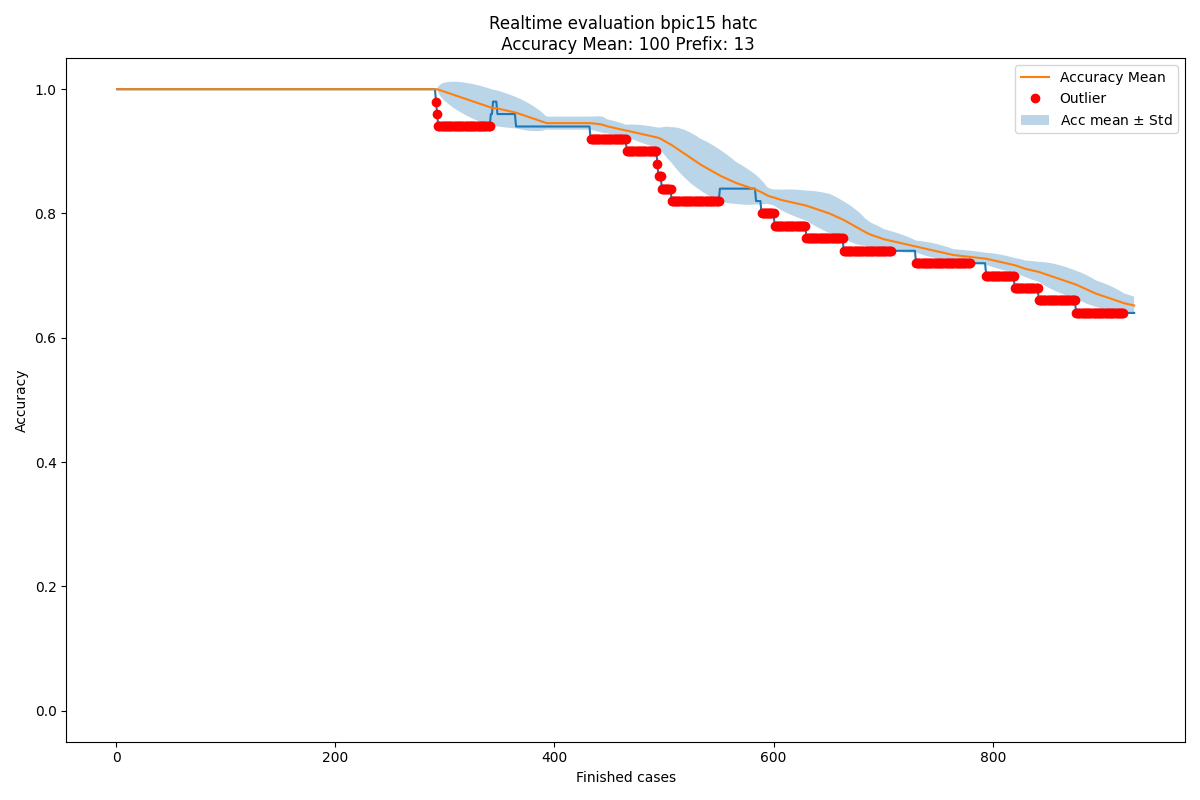 Realtime evaluation bpic15 hatc
Accuracy Mean: 100 Prefix: 13
Accuracy Mean
Outlier
Acc mean ± Std
1.0
0.8
0.6
0.4
0.2
0.0
Accuracy
0
200
400
600
800
Finished cases